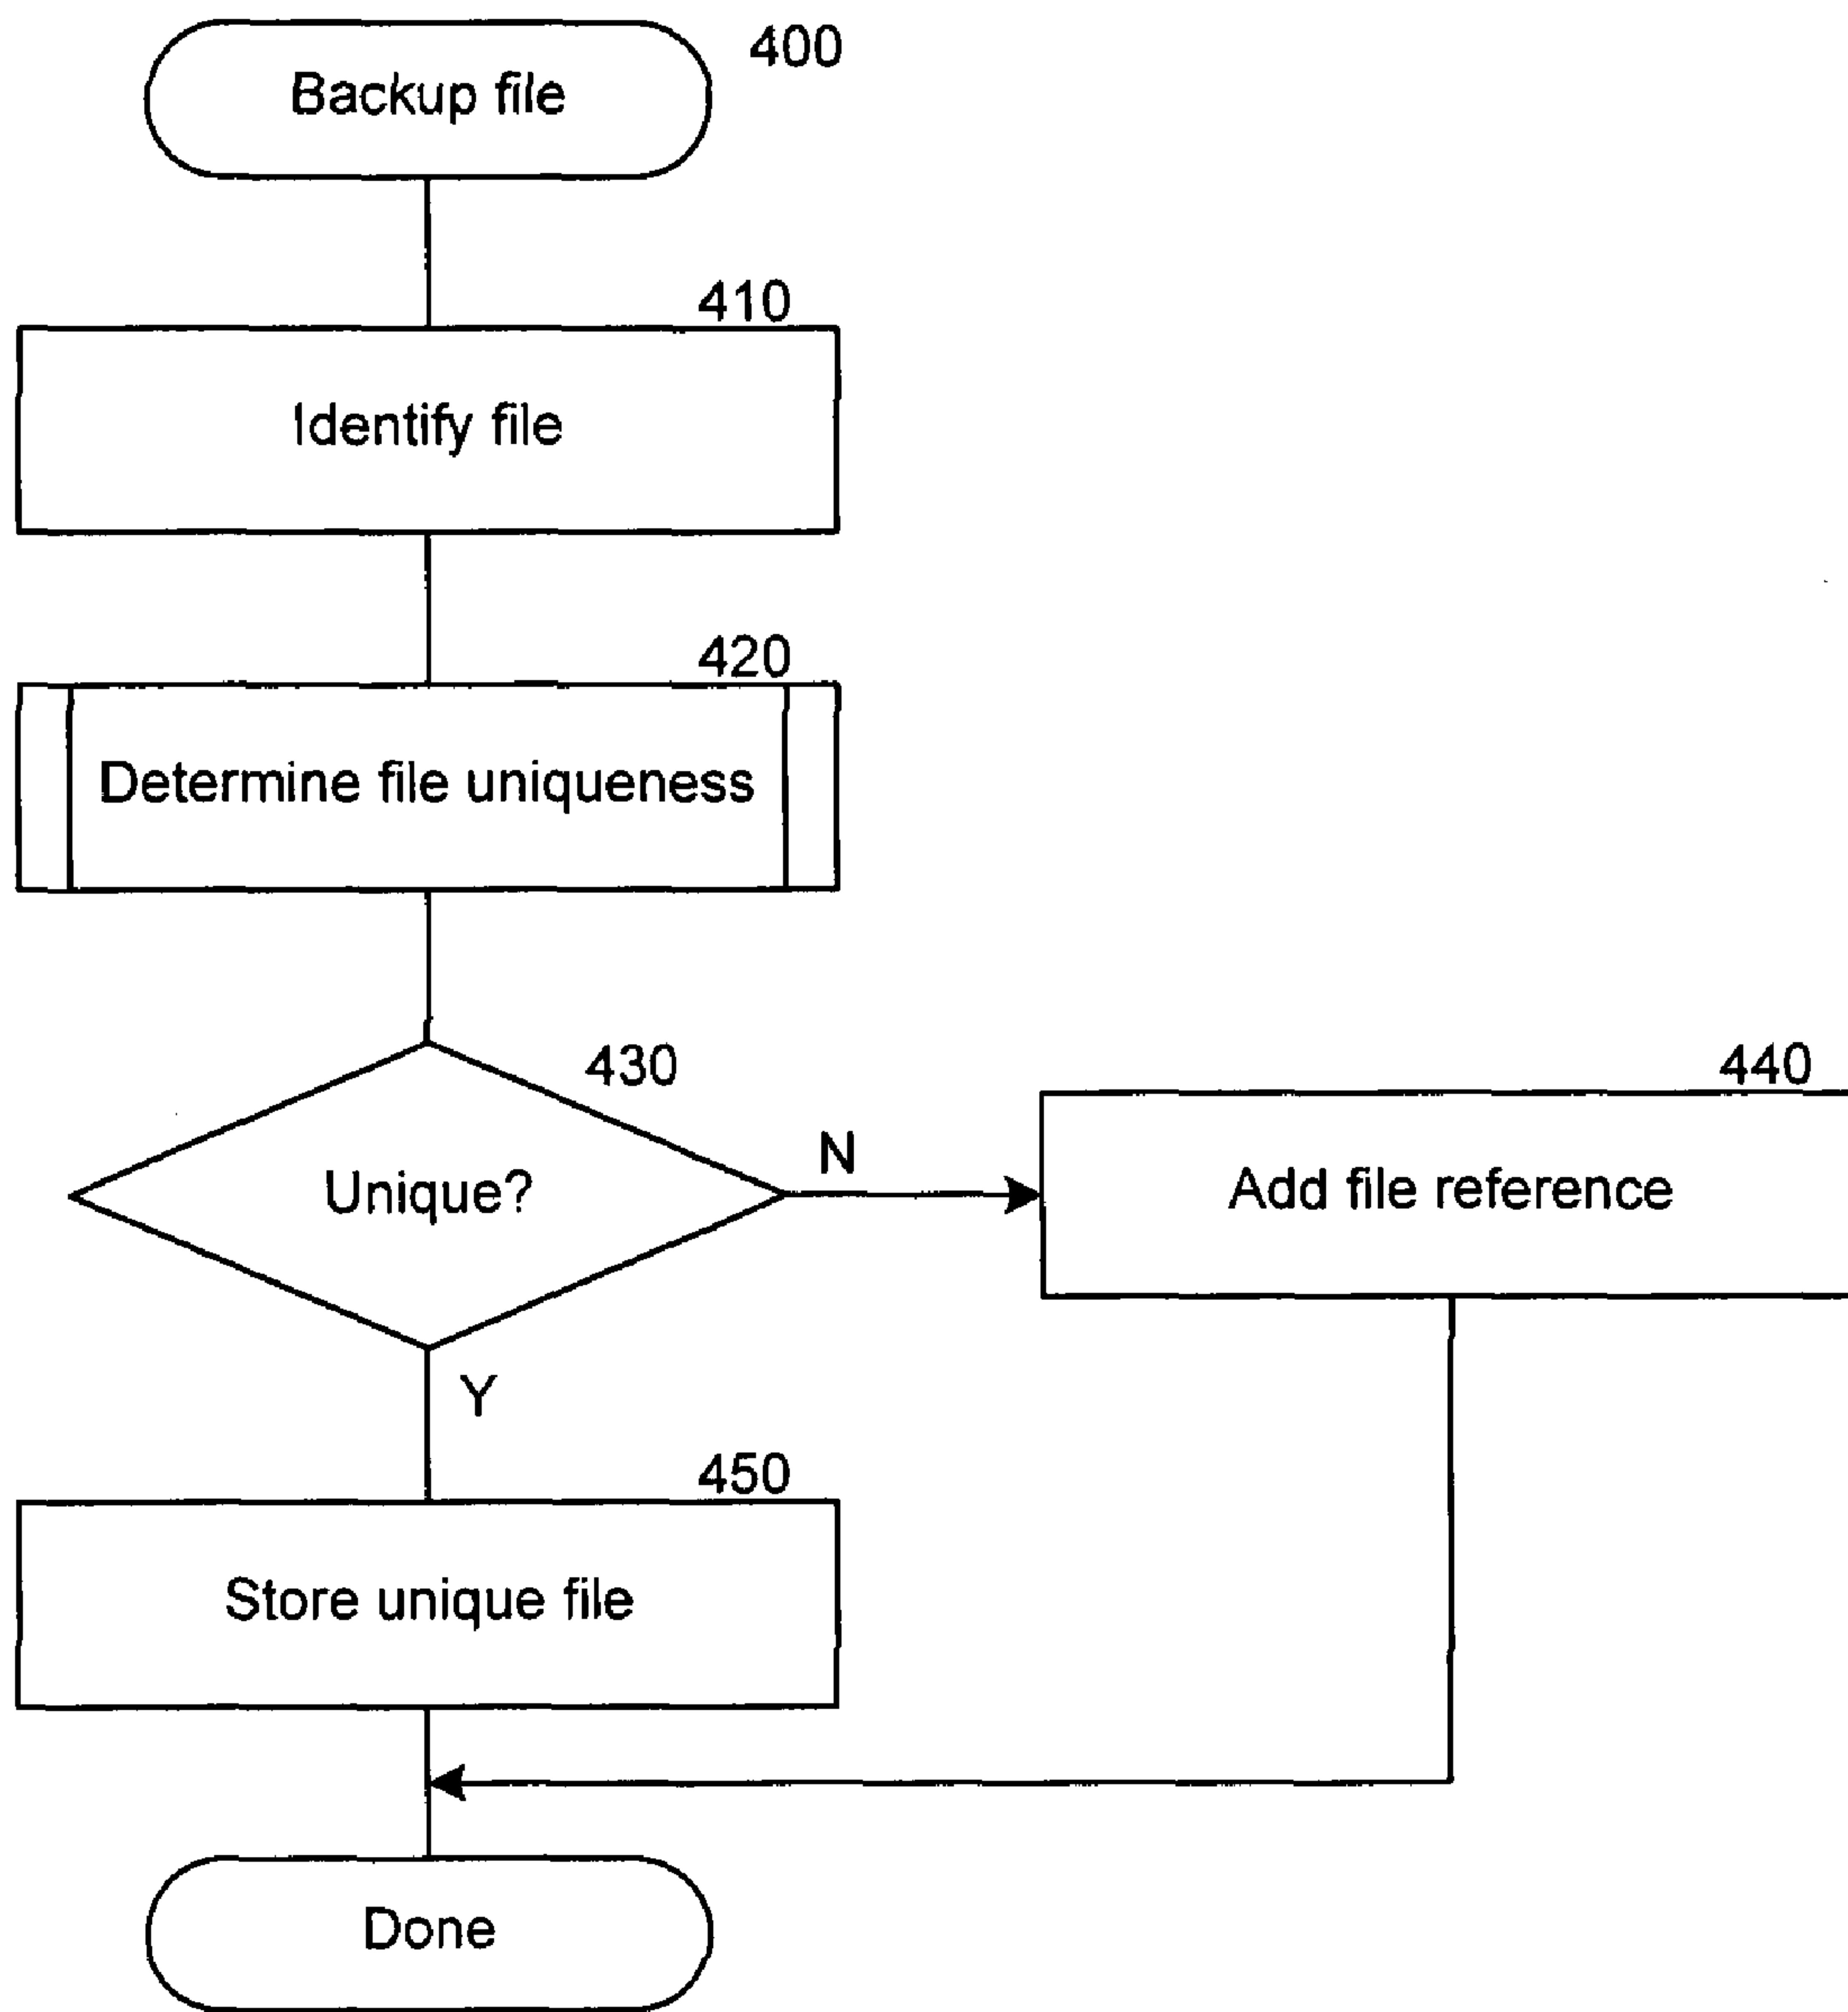 400
Backup file
410
Identify file
420
Determine file uniqueness
430
Unique?
N
440
Add file reference
Y
450
Store unique file
Done